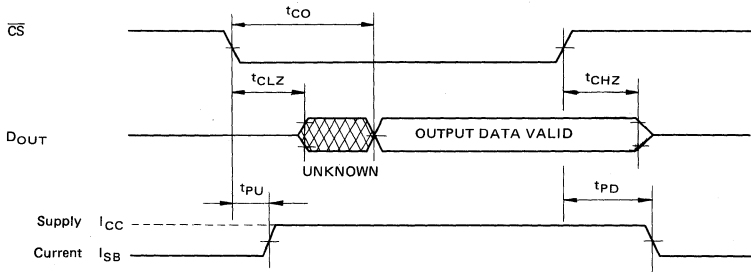 tCO
CS
tCLZ
tCHZ
DOUT
OUTPUT DATA VALID
UNKNOWN
tPU
tPD
Supply ICC
Current ISB